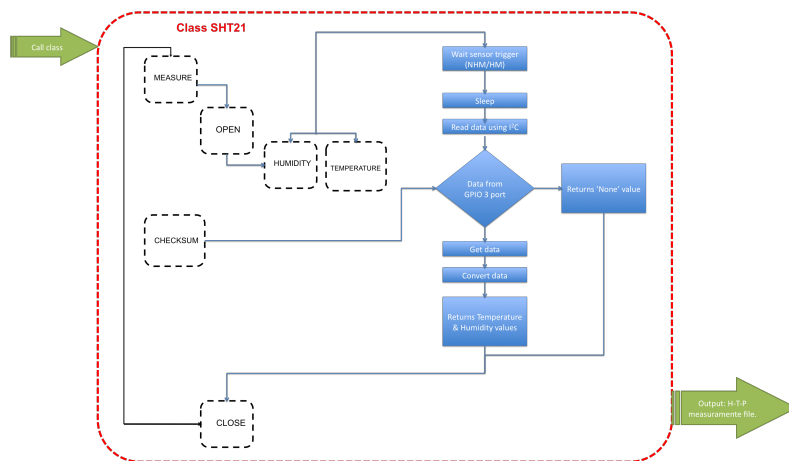 Class SHT21
Call class
MEASURE
OPEN
HUMIDITY
TEMPERATURE
CHECKSUM
CLOSE
Wait sensor trigger
(NHM/HM)
Sleep
Read data using I²C
Data from
GPIO 3 port
Returns 'None' value
Get data
Convert data
Returns Temperature
& Humidity values
Output: H-T-P
measuramente file.